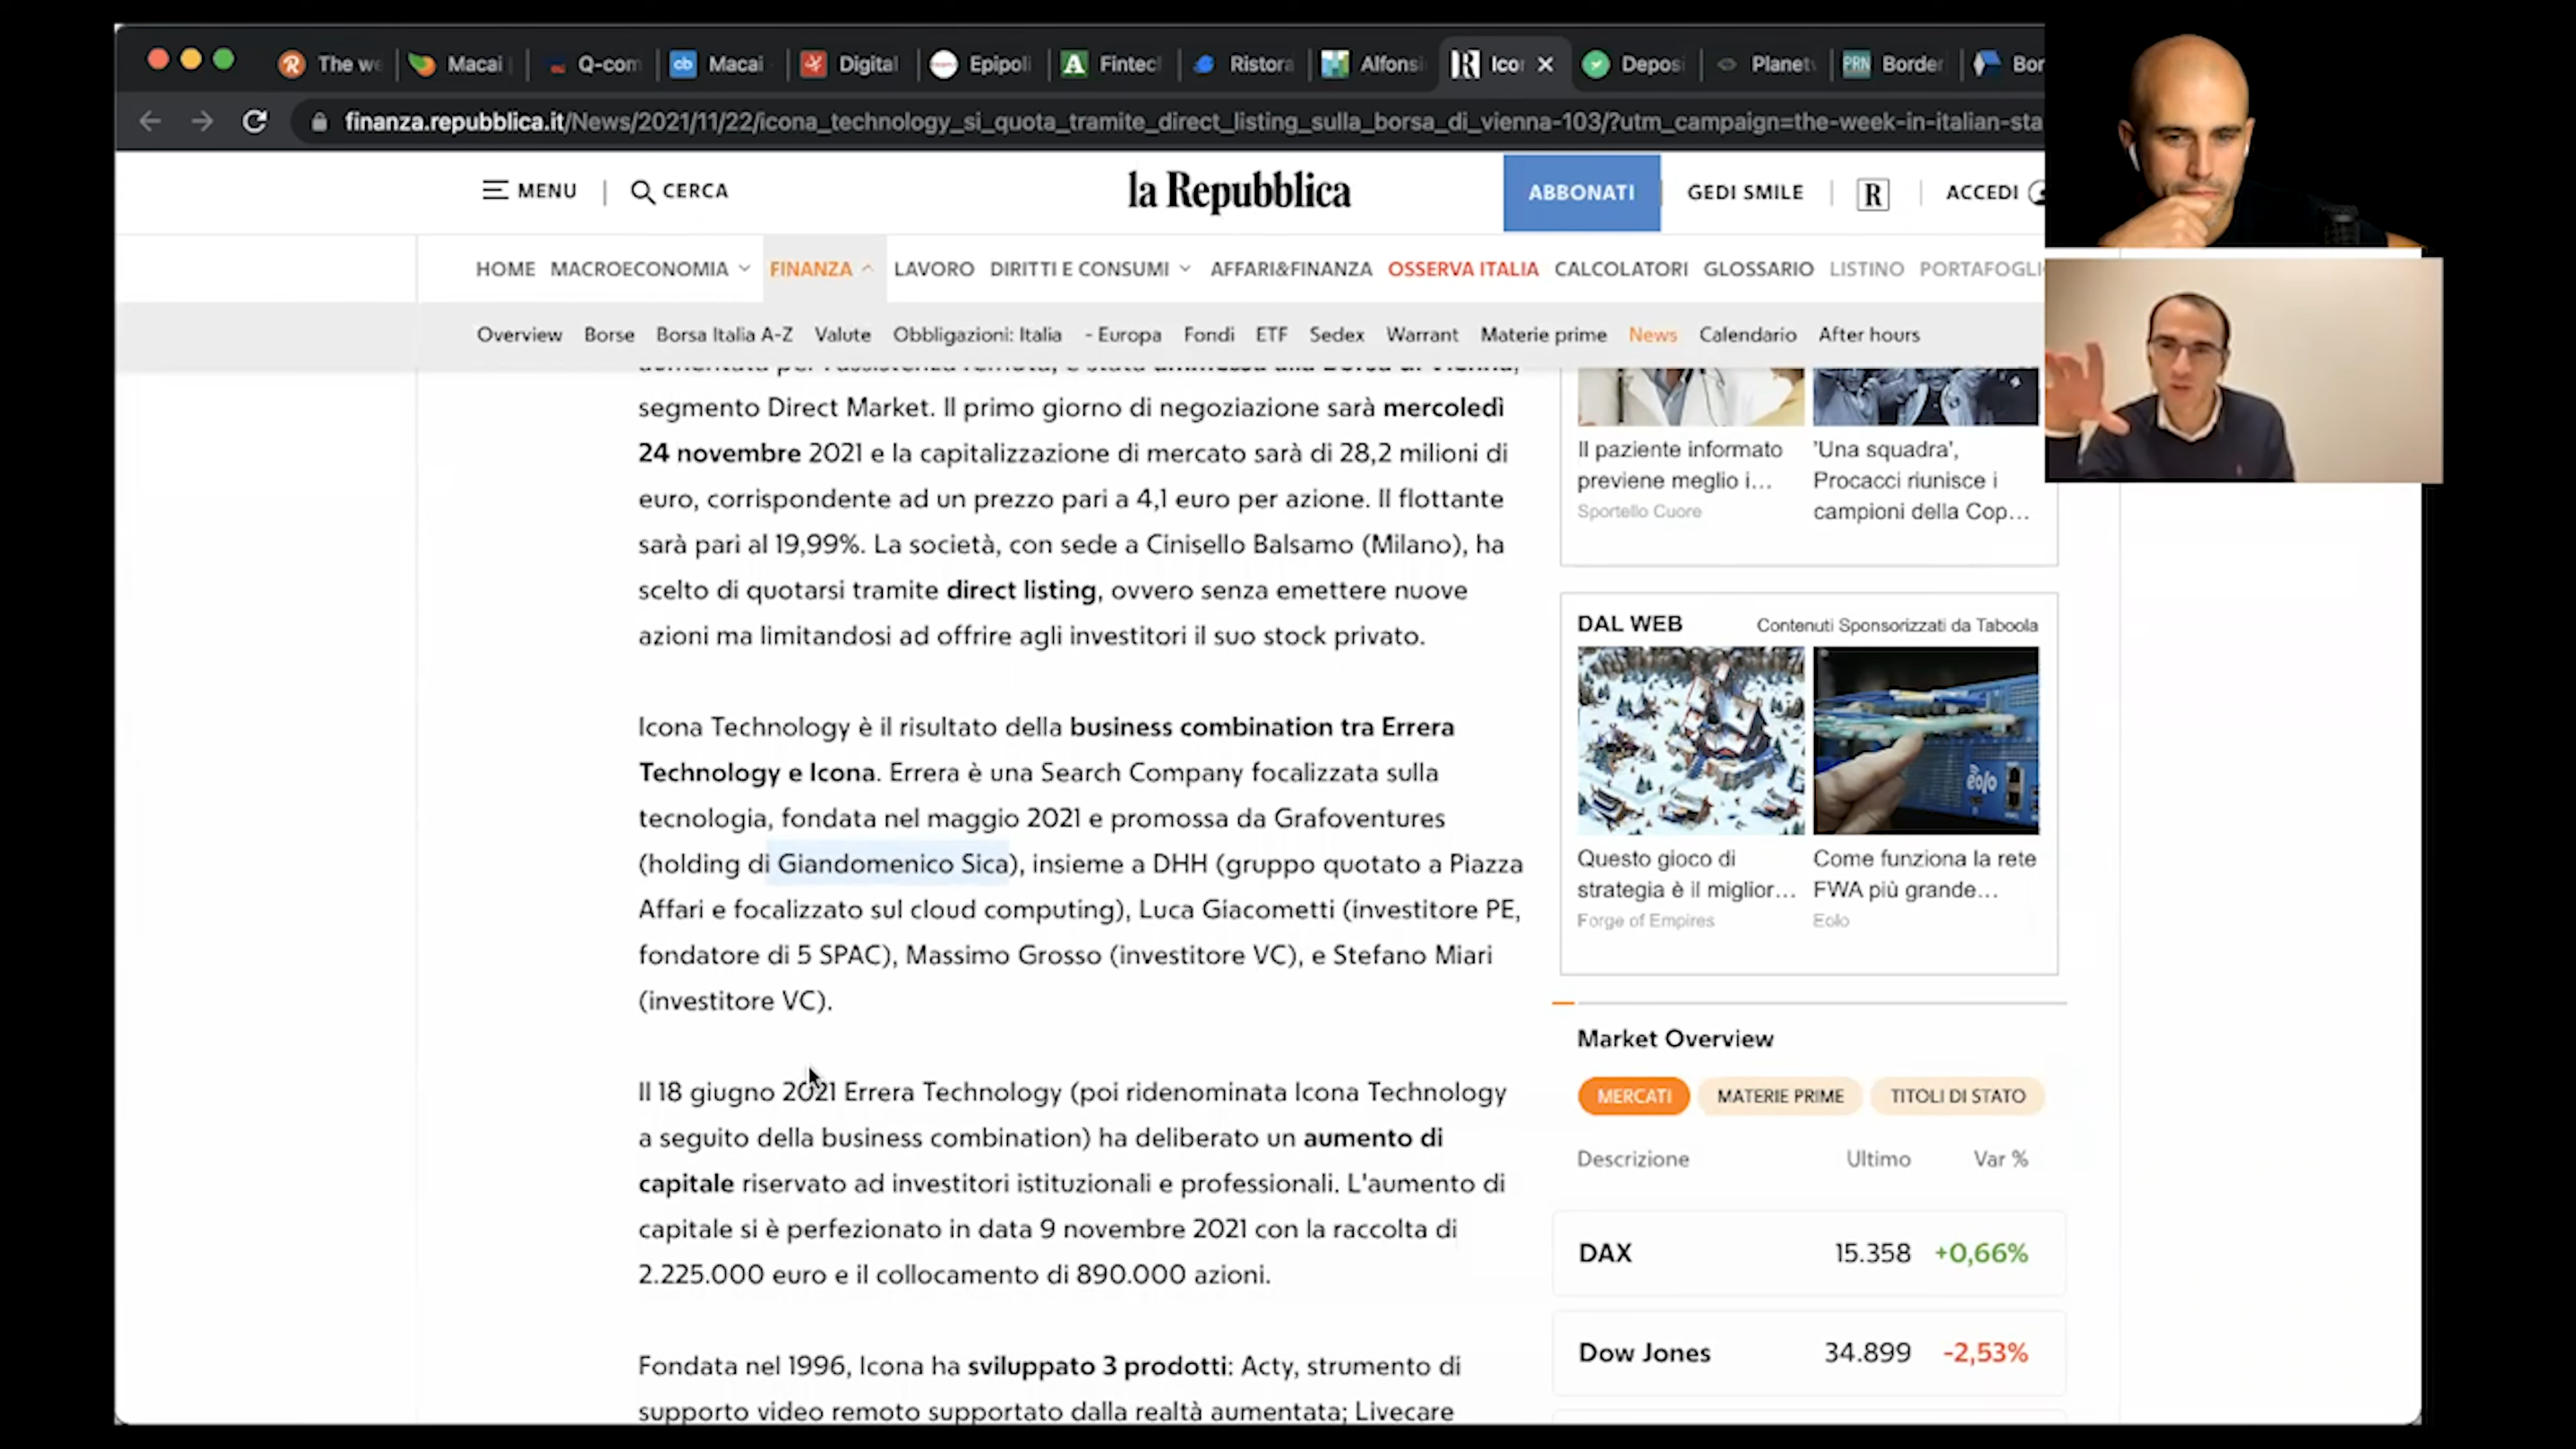 The we
Macai
Q-com
Macai
Digital
Epipoli
Fintec
Ristora
Alfonsi
Ico
Deposi
Planet
Border
Bor
finanza.repubblica.it/News/2021/11/22/icona_technology_si_quota_tramite_direct_listing_sulla_borsa_di_vienna-103/?utm_campaign=the-week-in-italian-sta
MENU
CERCA
la Repubblica
ABBONATI
GEDI SMILE
R
ACCEDI
HOME MACROECONOMIA FINANZA LAVORO DIRITTI E CONSUMI AFFARI&FINANZA OSSERVA ITALIA CALCOLATORI GLOSSARIO LISTINO PORTAFOGLI
Overview Borse Borsa Italia A-Z Valute Obbligazioni: Italia - Europa Fondi ETF Sedex Warrant Materie prime News Calendario After hours
segmento Direct Market. Il primo giorno di negoziazione sarà mercoledì
24 novembre 2021 e la capitalizzazione di mercato sarà di 28,2 milioni di
euro, corrispondente ad un prezzo pari a 4,1 euro per azione. Il flottante
sarà pari al 19,99%. La società, con sede a Cinisello Balsamo (Milano), ha
scelto di quotarsi tramite direct listing, ovvero senza emettere nuove
azioni ma limitandosi ad offrire agli investitori il suo stock privato.
Icona Technology è il risultato della business combination tra Errera
Technology e Icona. Errera è una Search Company focalizzata sulla
tecnologia, fondata nel maggio 2021 e promossa da Grafoventures
(holding di Giandomenico Sica), insieme a DHH (gruppo quotato a Piazza
Affari e focalizzato sul cloud computing), Luca Giacometti (investitore PE,
fondatore di 5 SPAC), Massimo Grosso (investitore VC), e Stefano Miari
(investitore VC).
Il 18 giugno 2021 Errera Technology (poi ridenominata Icona Technology
a seguito della business combination) ha deliberato un aumento di
capitale riservato ad investitori istituzionali e professionali. L'aumento di
capitale si è perfezionato in data 9 novembre 2021 con la raccolta di
2.225.000 euro e il collocamento di 890.000 azioni.
Fondata nel 1996, Icona ha sviluppato 3 prodotti: Acty, strumento di
supporto video remoto supportato dalla realtà aumentata; Livecare
Il paziente informato
previene meglio i...
Sportello Cuore
'Una squadra',
Procacci riunisce i
campioni della Cop...
DAL WEB
Contenuti Sponsorizzati da Taboola
eolo
Questo gioco di
strategia è il miglior...
Forge of Empires
Come funziona la rete
FWA più grande...
Eolo
Market Overview
MERCATI MATERIE PRIME TITOLI DI STATO
Descrizione Ultimo Var %
DAX 15.358 +0,66%
Dow Jones 34.899 -2,53%